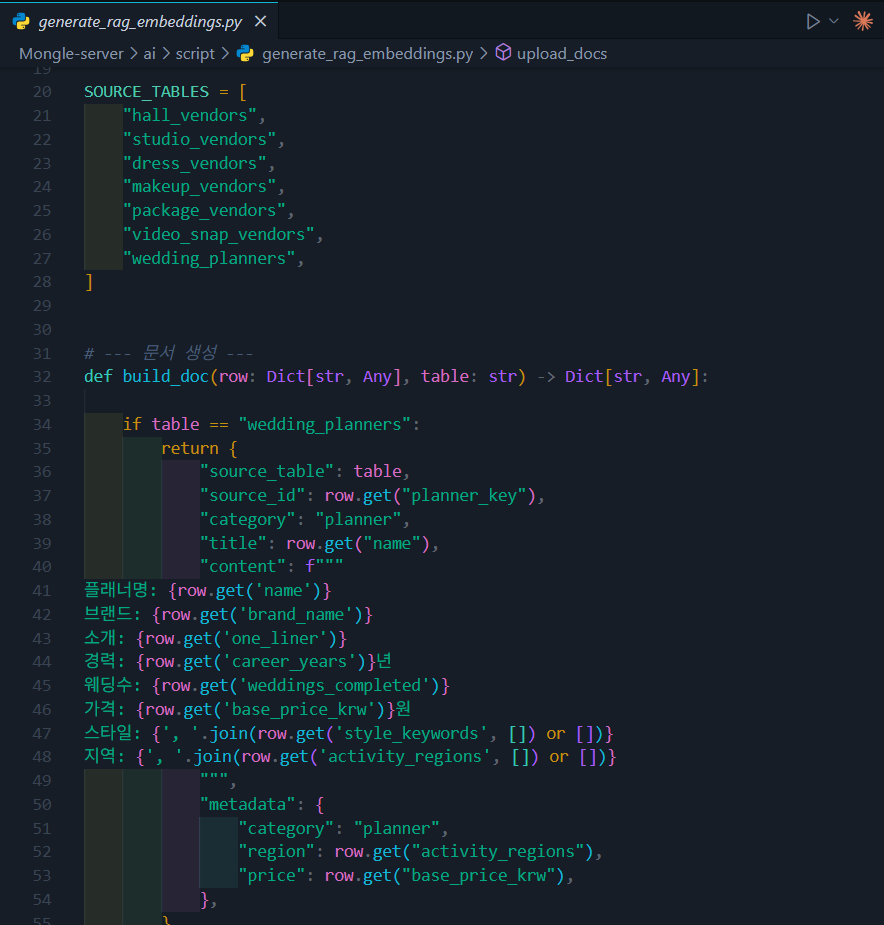 generate_rag_embeddings.py
Mongle-server > ai > script > generate_rag_embeddings.py > upload_docs
19
20 SOURCE_TABLES = [
21 "hall_vendors",
22 "studio_vendors",
23 "dress_vendors",
24 "makeup_vendors",
25 "package_vendors",
26 "video_snap_vendors",
27 "wedding_planners",
28 ]
29
30
31 # --- 문서 생성 ---
32 def build_doc(row: Dict[str, Any], table: str) -> Dict[str, Any]:
33
34 if table == "wedding_planners":
35 return {
36 "source_table": table,
37 "source_id": row.get("planner_key"),
38 "category": "planner",
39 "title": row.get("name"),
40 "content": f"""
41 플래너명: {row.get('name')}
42 브랜드: {row.get('brand_name')}
43 소개: {row.get('one_liner')}
44 경력: {row.get('career_years')}년
45 웨딩수: {row.get('weddings_completed')}
46 가격: {row.get('base_price_krw')}원
47 스타일: {', '.join(row.get('style_keywords', []) or [])}
48 지역: {', '.join(row.get('activity_regions', []) or [])}
49 """,
50 "metadata": {
51 "category": "planner",
52 "region": row.get("activity_regions"),
53 "price": row.get("base_price_krw"),
54 },
55 }